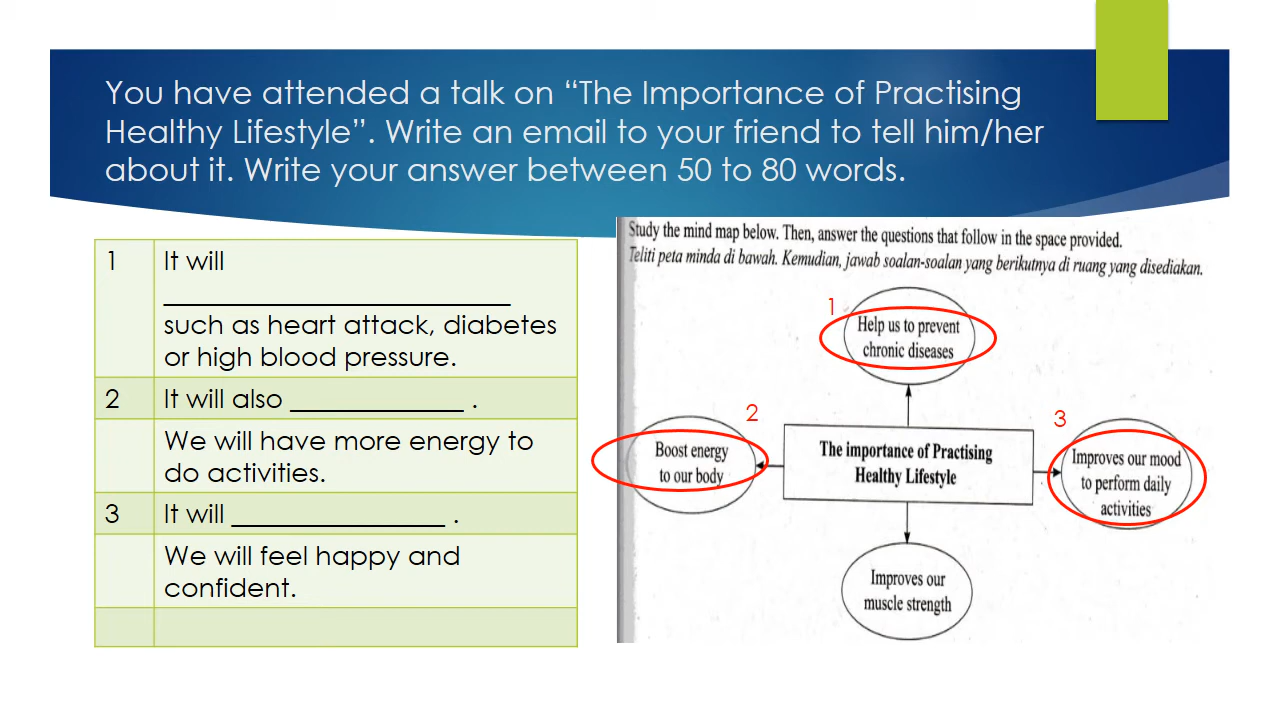 You have attended a talk on “The Importance of Practising
Healthy Lifestyle”. Write an email to your friend to tell him/her
about it. Write your answer between 50 to 80 words.
1 It will
______________________________
such as heart attack, diabetes
or high blood pressure.
2 It will also _______________ .
We will have more energy to
do activities.
3 It will __________________ .
We will feel happy and
confident.
Study the mind map below. Then, answer the questions that follow in the space provided.
Teliti peta minda di bawah. Kemudian, jawab soalan-soalan yang berikutnya di ruang yang disediakan.
1
Help us to prevent
chronic diseases
2
Boost energy
to our body
The importance of Practising
Healthy Lifestyle
3
Improves our mood
to perform daily
activities
Improves our
muscle strength